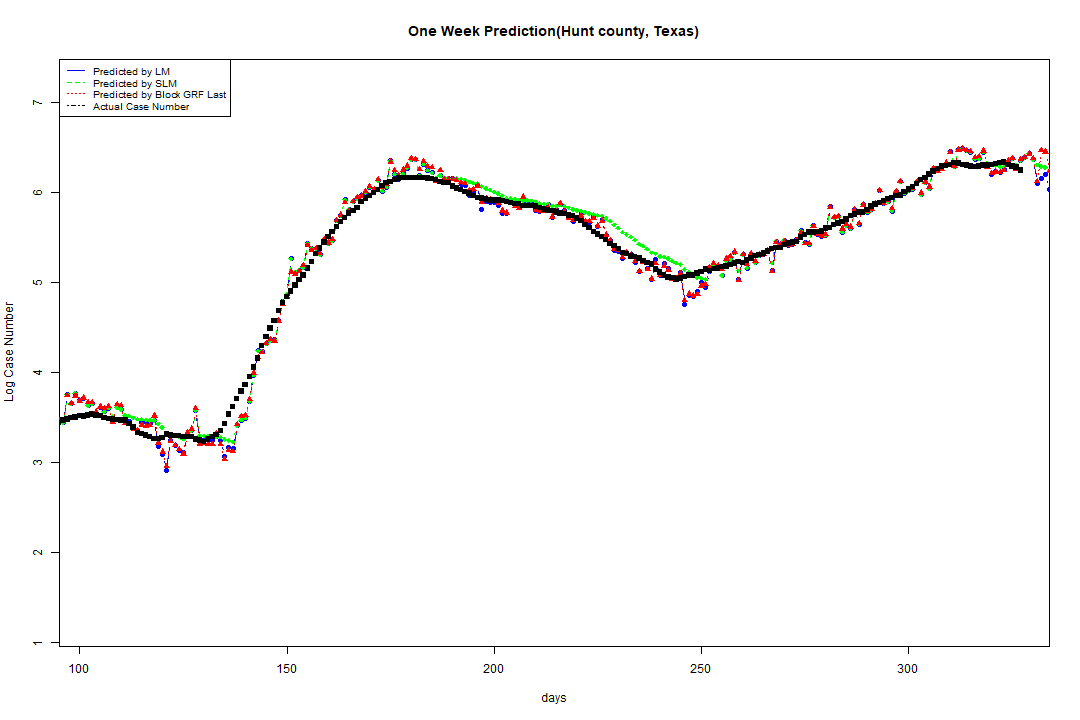 One Week Prediction(Hunt county, Texas)
Predicted by LM
Predicted by SLM
Predicted by Block GRF Last
Actual Case Number
Log Case Number
7
6
5
4
3
2
1
100 150 200 250 300
days